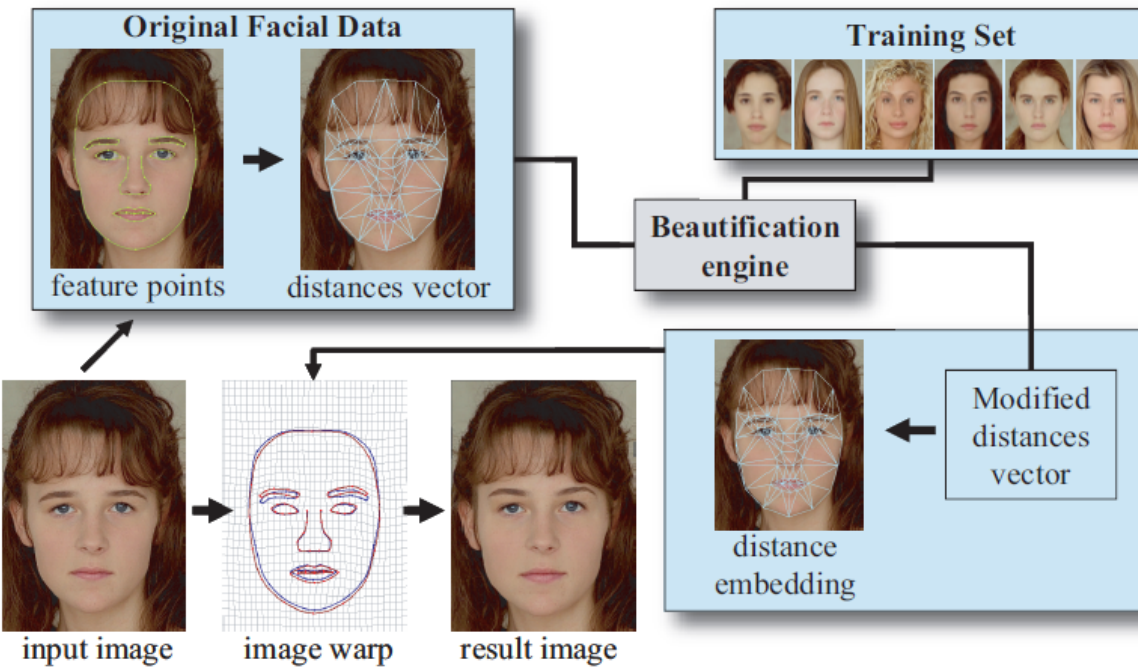 Original Facial Data
feature points
distances vector
Training Set
Beautification
engine
Modified
distances
vector
distance
embedding
input image
image warp
result image